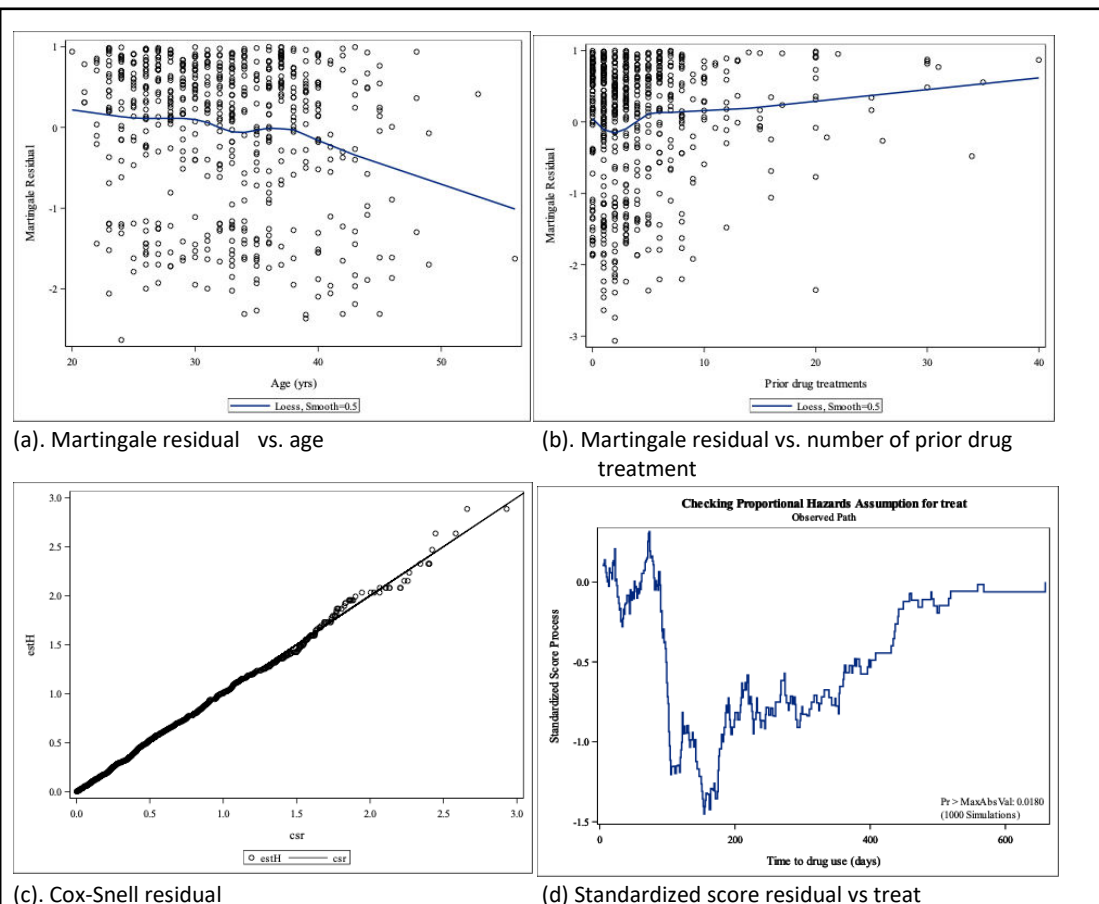 Martingale Residual
1
0
-1
-2
20
30
40
50
Age (yrs)
Loess, Smooth=0.5
(a). Martingale residual vs. age
Martingale Residual
1
0
-1
-2
-3
0
10
20
30
40
Prior drug treatments
Loess, Smooth=0.5
(b). Martingale residual vs. number of prior drug
treatment
estH
3.0
2.5
2.0
1.5
1.0
0.5
0.0
0.0
0.5
1.0
1.5
2.0
2.5
3.0
csr
estH
csr
(c). Cox-Snell residual
Checking Proportional Hazards Assumption for treat
Observed Path
Standardized Score Process
0.0
-0.5
-1.0
-1.5
Pr > MaxAbsVal: 0.0180
(1000 Simulations)
0
200
400
600
Time to drug use (days)
(d) Standardized score residual vs treat